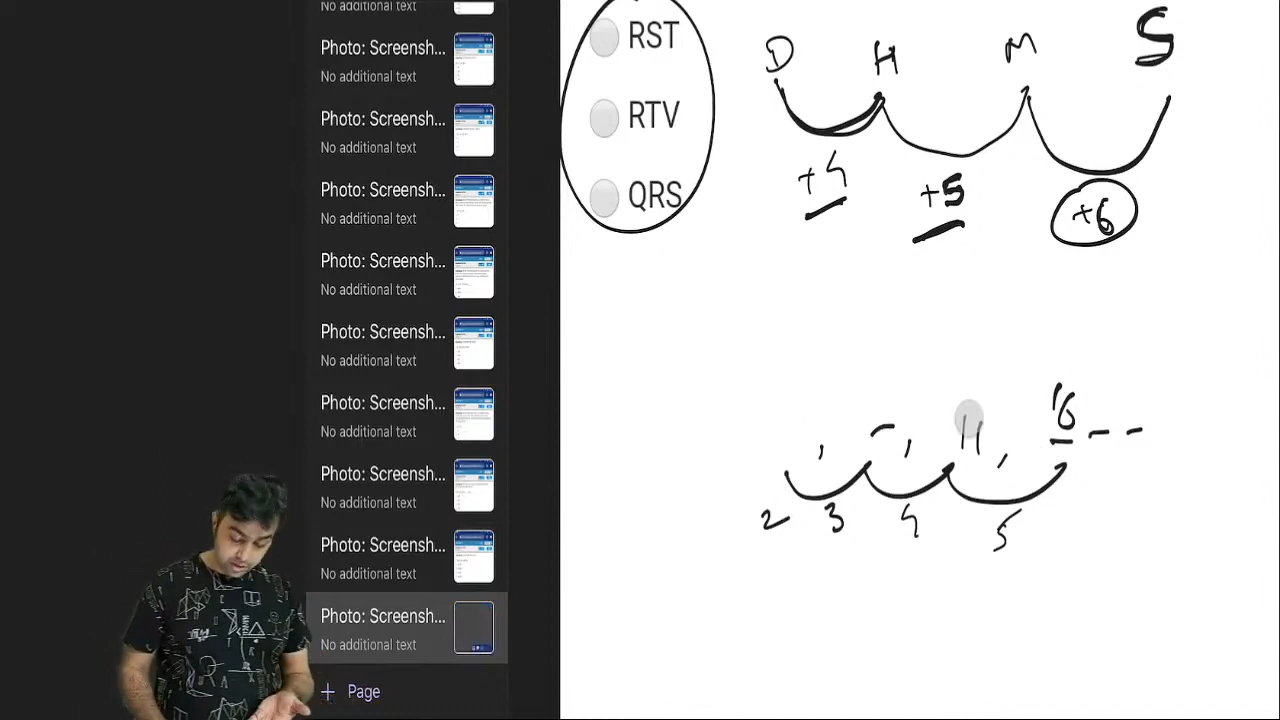 No additional text
Photo: Screensh...
No additional text
Photo: Screensh...
No additional text
Photo: Screensh...
No additional text
Photo: Screensh...
No additional text
Photo: Screensh...
No additional text
Photo: Screensh...
No additional text
Photo: Screensh...
No additional text
Photo: Screensh...
No additional text
Photo: Screensh...
No additional text
+ Page
RST
RTV
QRS
D H M S
+4 +5 +6
11 16
2 3 4 5